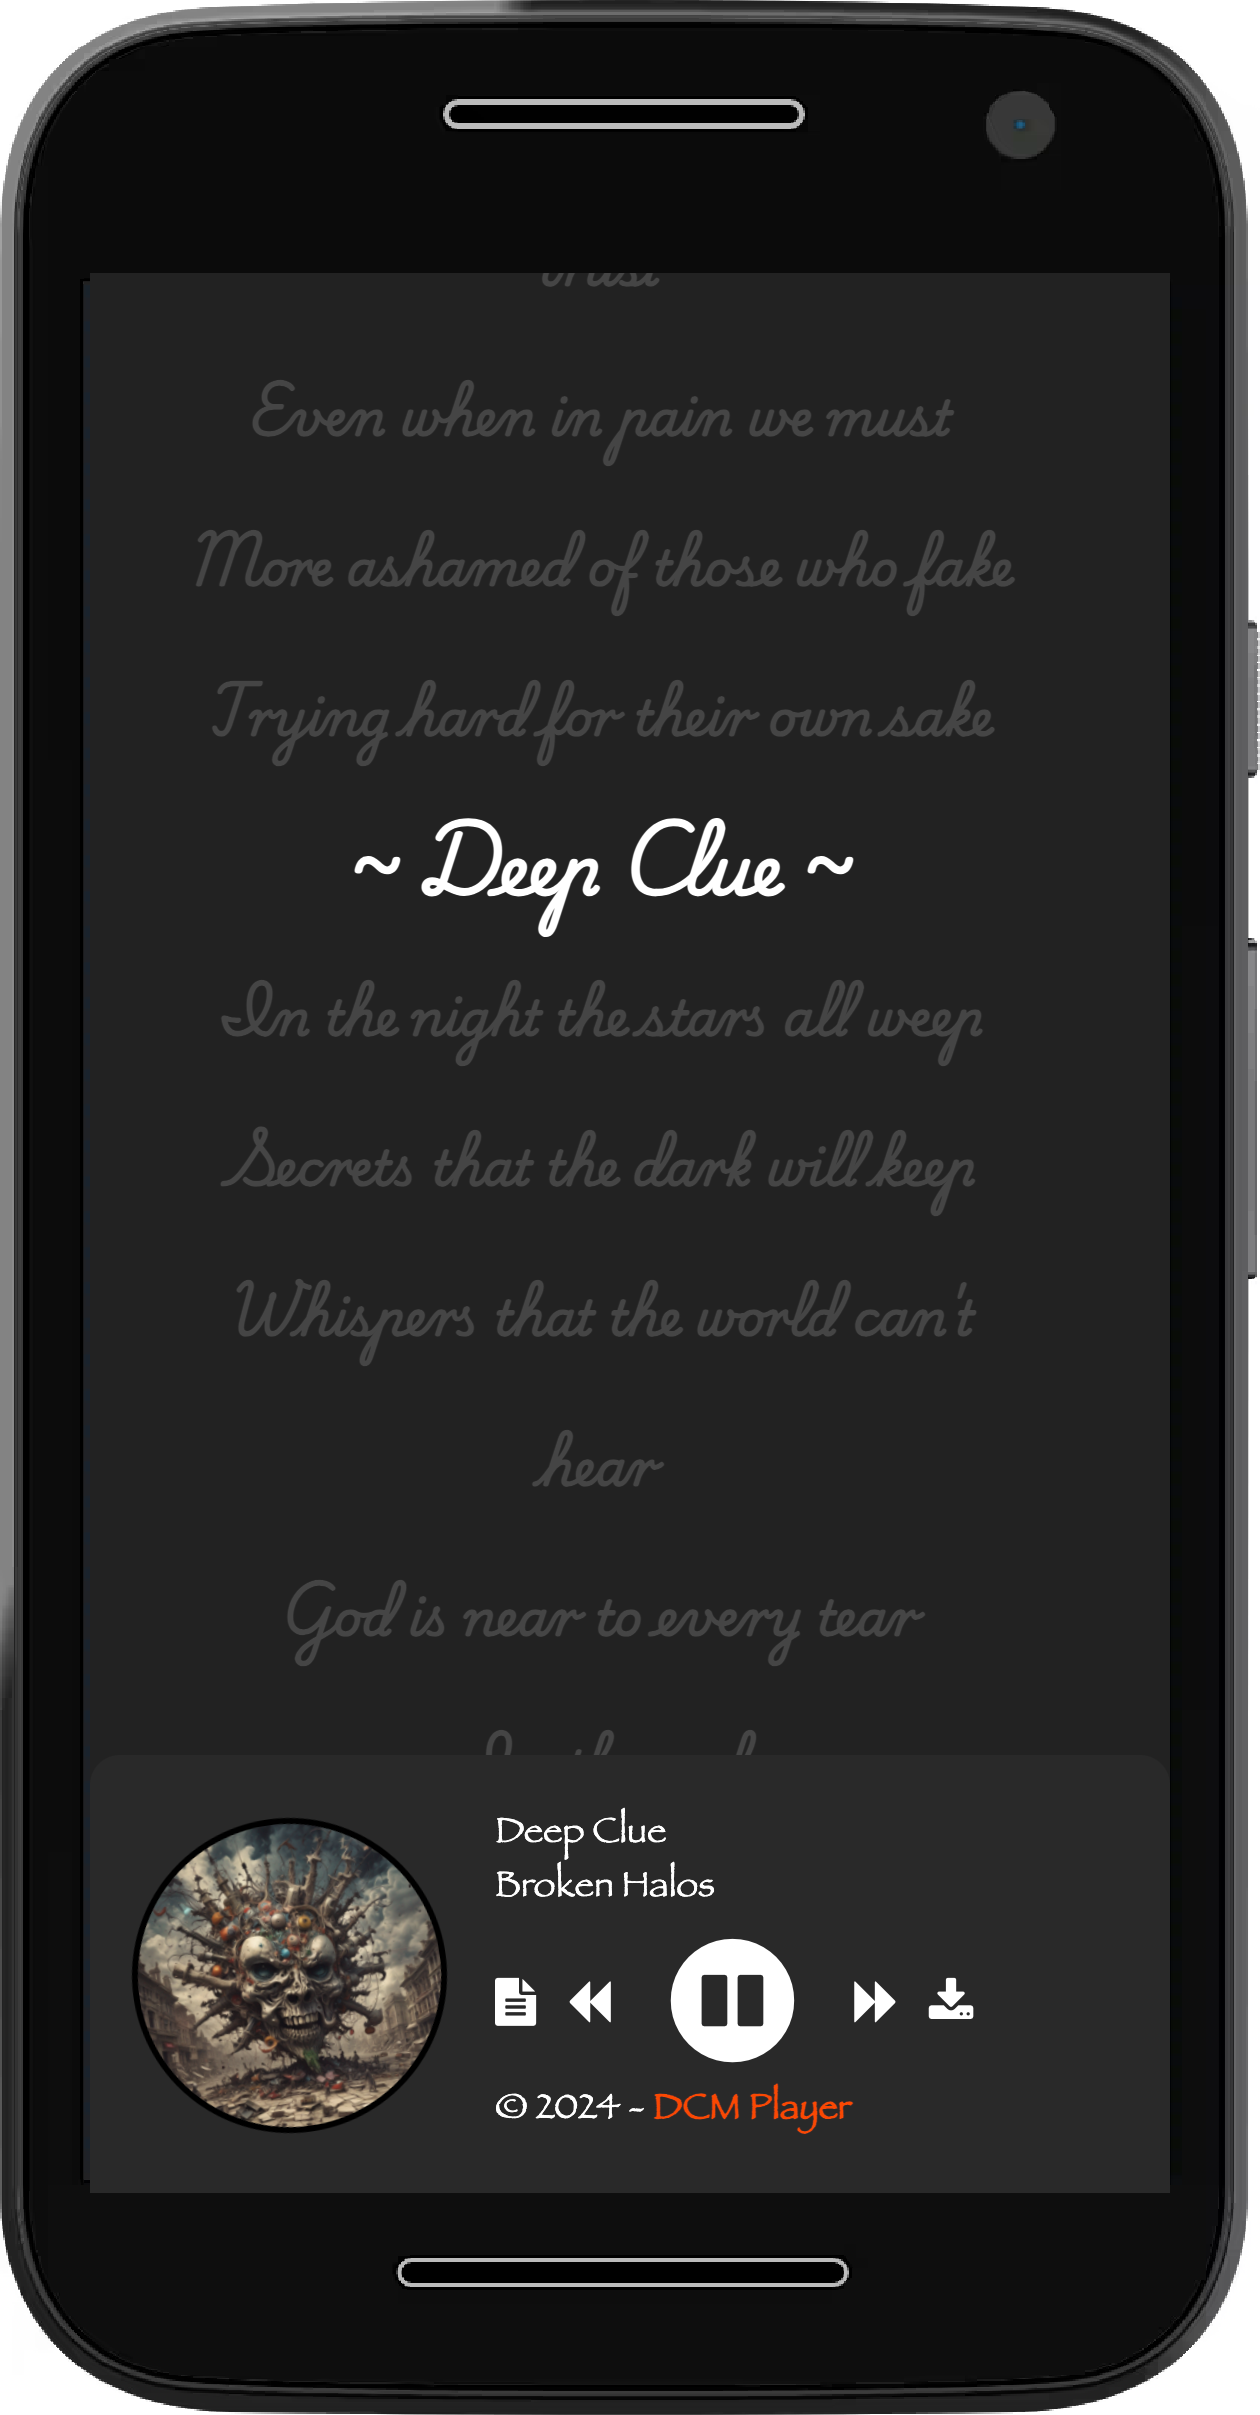 Even when in pain we must
More ashamed of those who fake
Trying hard for their own sake
~ Deep Clue ~
In the night the stars all weep
Secrets that the dark will keep
Whispers that the world can't
hear
God is near to every tear
Deep Clue
Broken Halos
© 2024 - DCM Player